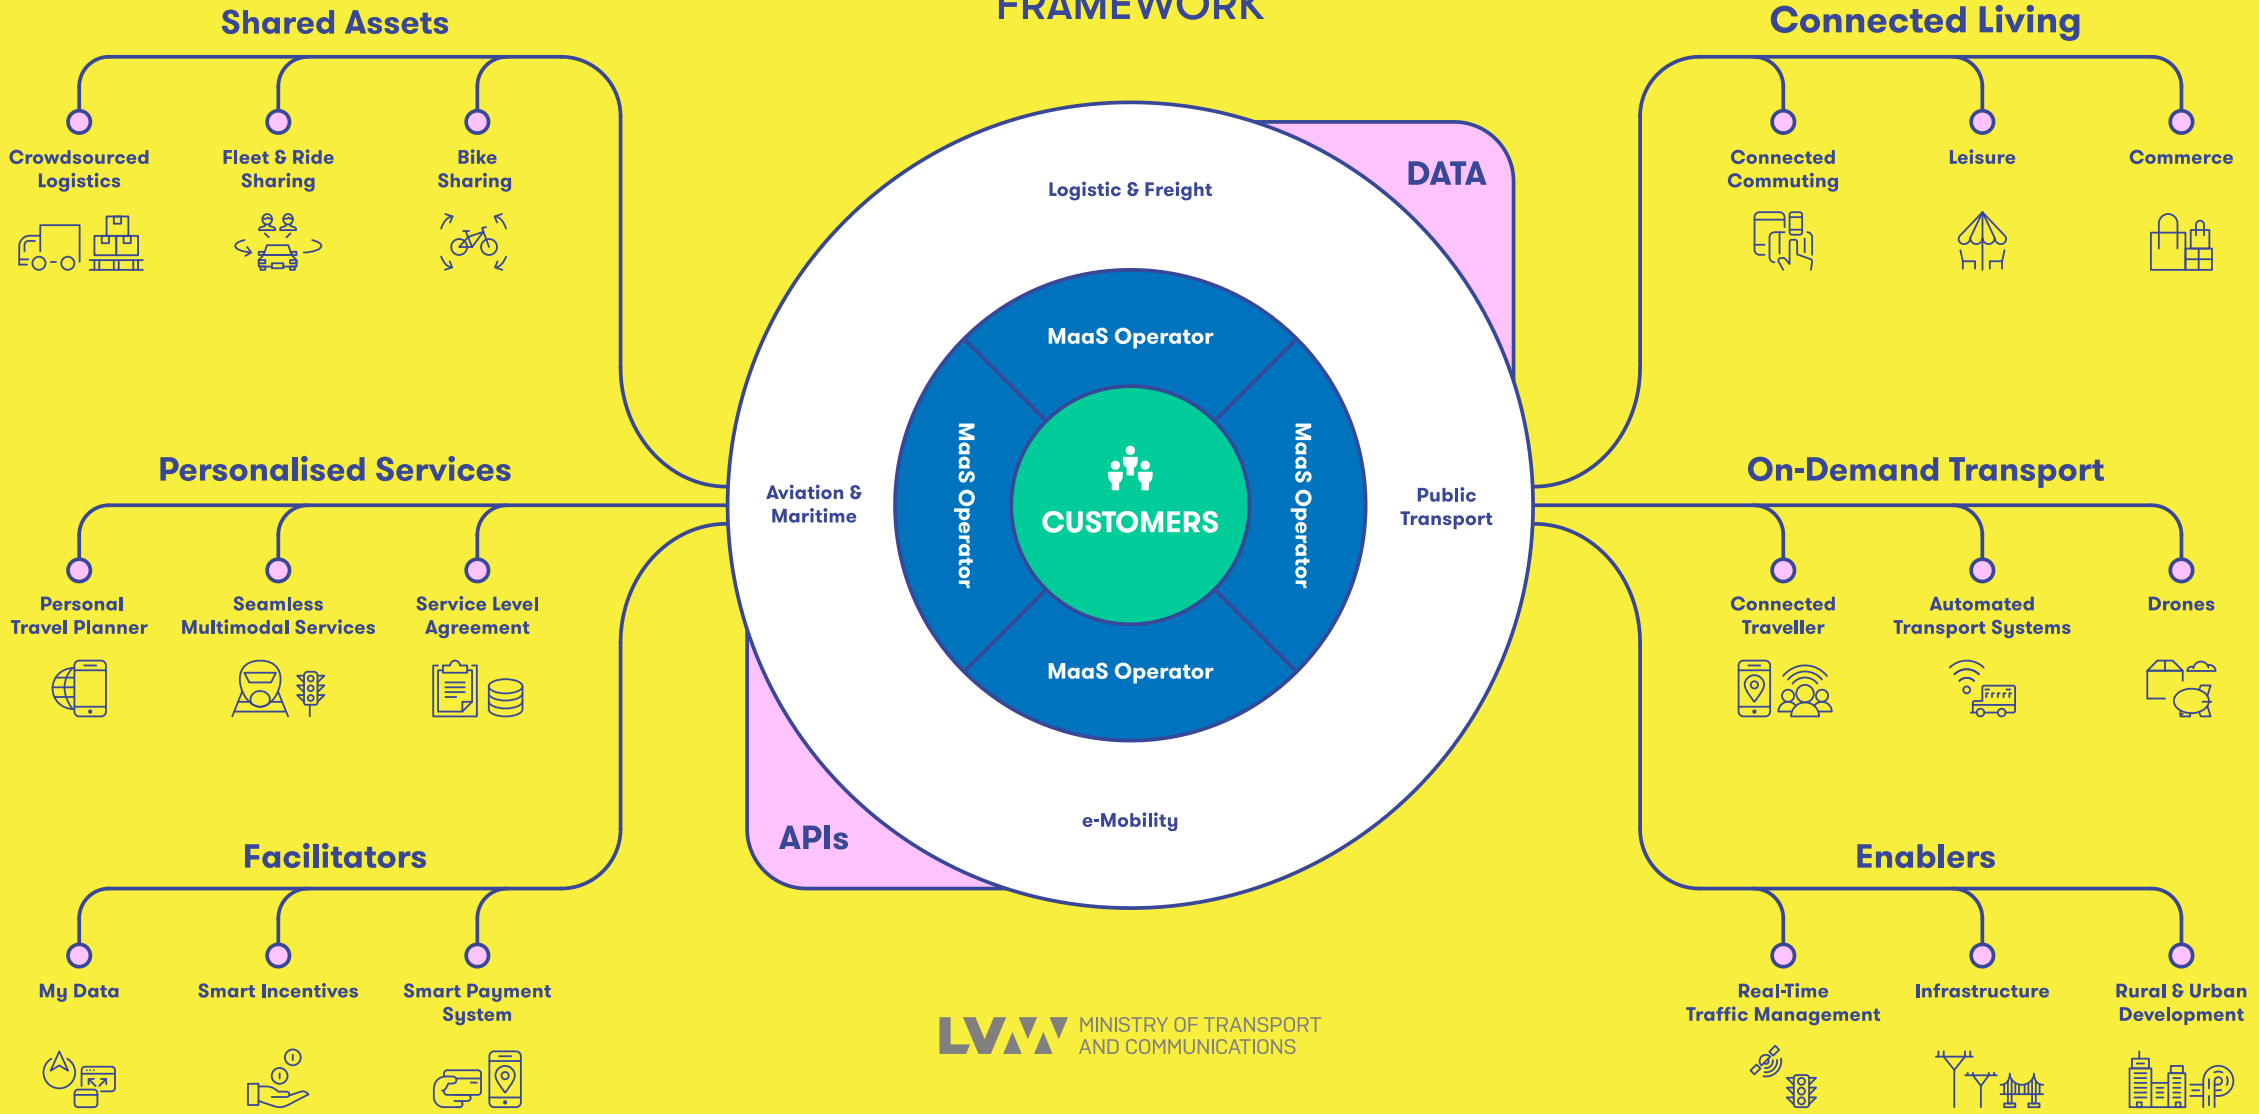 FRAMEWORK
Shared Assets
Crowdsourced
Logistics
Fleet & Ride
Sharing
Bike
Sharing
Personalised Services
Personal
Travel Planner
Seamless
Multimodal Services
Service Level
Agreement
Facilitators
My Data
Smart Incentives
Smart Payment
System
DATA
Logistic & Freight
MaaS Operator
Aviation &
Maritime
MaaS Operator
CUSTOMERS
MaaS Operator
Public
Transport
MaaS Operator
e-Mobility
APIs
Connected Living
Connected
Commuting
Leisure
Commerce
On-Demand Transport
Connected
Traveller
Automated
Transport Systems
Drones
Enablers
Real-Time
Traffic Management
Infrastructure
Rural & Urban
Development
LVM
MINISTRY OF TRANSPORT
AND COMMUNICATIONS